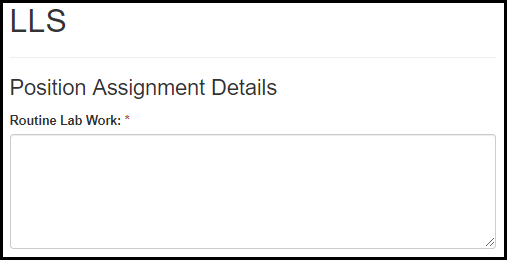 LLS
Position Assignment Details
Routine Lab Work: *